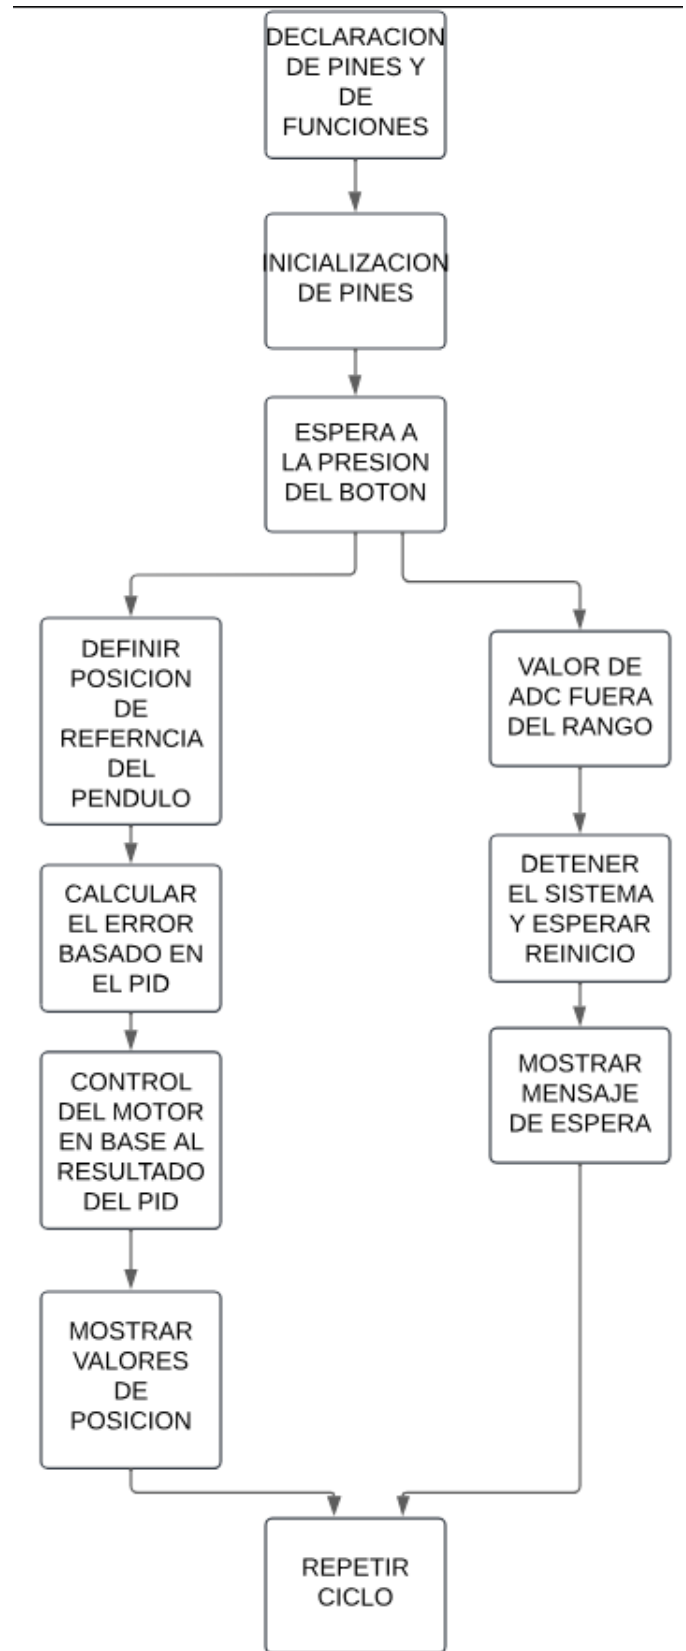 DECLARACION
DE PINES Y
DE
FUNCIONES
INICIALIZACION
DE PINES
ESPERA A
LA PRESION
DEL BOTON
DEFINIR
POSICION
DE
REFERNCIA
DEL
PENDULO
CALCULAR
EL ERROR
BASADO EN
EL PID
CONTROL
DEL MOTOR
EN BASE AL
RESULTADO
DEL PID
MOSTRAR
VALORES
DE
POSICION
VALOR DE
ADC FUERA
DEL RANGO
DETENER
EL SISTEMA
Y ESPERAR
REINICIO
MOSTRAR
MENSAJE
DE ESPERA
REPETIR
CICLO